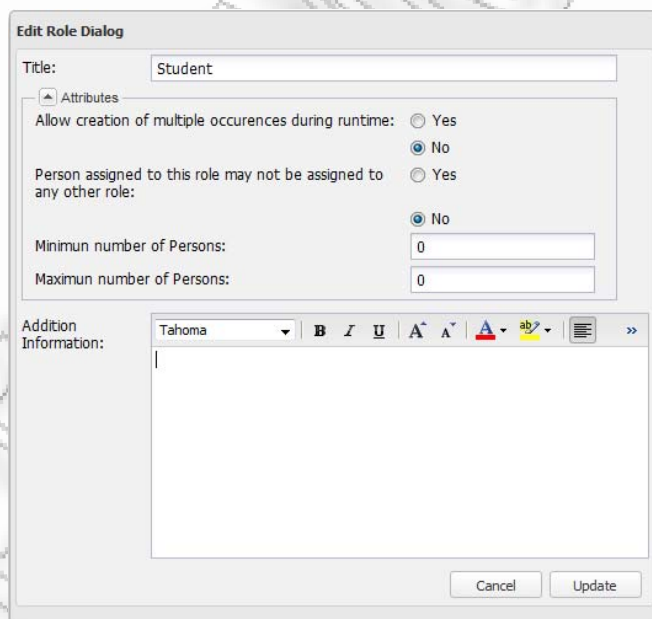 Edit Role Dialog
Title: Student
Attributes
Allow creation of multiple occurences during runtime: Yes
No
Person assigned to this role may not be assigned to Yes
any other role:
No
Minimun number of Persons: 0
Maximun number of Persons: 0
Addition
Information:
Tahoma B I U A A A ab »
Cancel Update